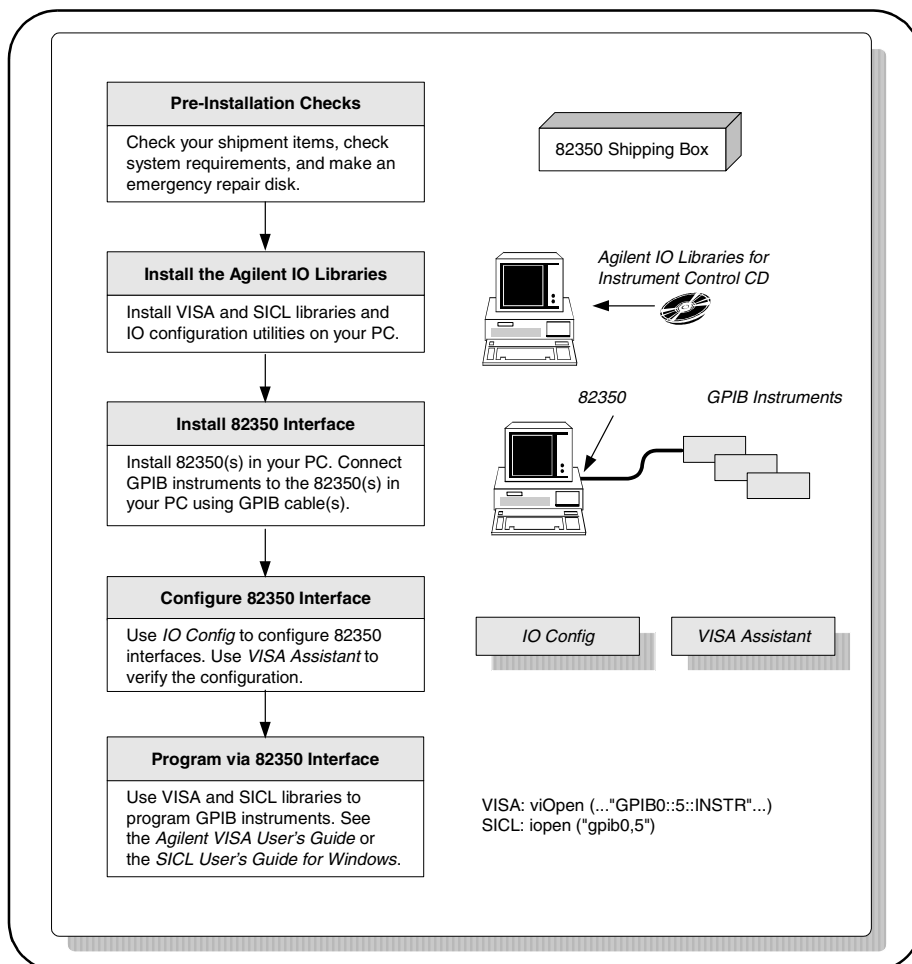 Pre-Installation Checks
Check your shipment items, check
system requirements, and make an
emergency repair disk.
82350 Shipping Box
Install the Agilent IO Libraries
Install VISA and SICL libraries and
IO configuration utilities on your PC.
Agilent IO Libraries for
Instrument Control CD
Install 82350 Interface
Install 82350(s) in your PC. Connect
GPIB instruments to the 82350(s) in
your PC using GPIB cable(s).
82350
GPIB Instruments
Configure 82350 Interface
Use IO Config to configure 82350
interfaces. Use VISA Assistant to
verify the configuration.
IO Config
VISA Assistant
Program via 82350 Interface
Use VISA and SICL libraries to
program GPIB instruments. See
the Agilent VISA User's Guide or
the SICL User's Guide for Windows.
VISA: viOpen (..."GPIB0::5::INSTR"...)
SICL: iopen ("gpib0,5")